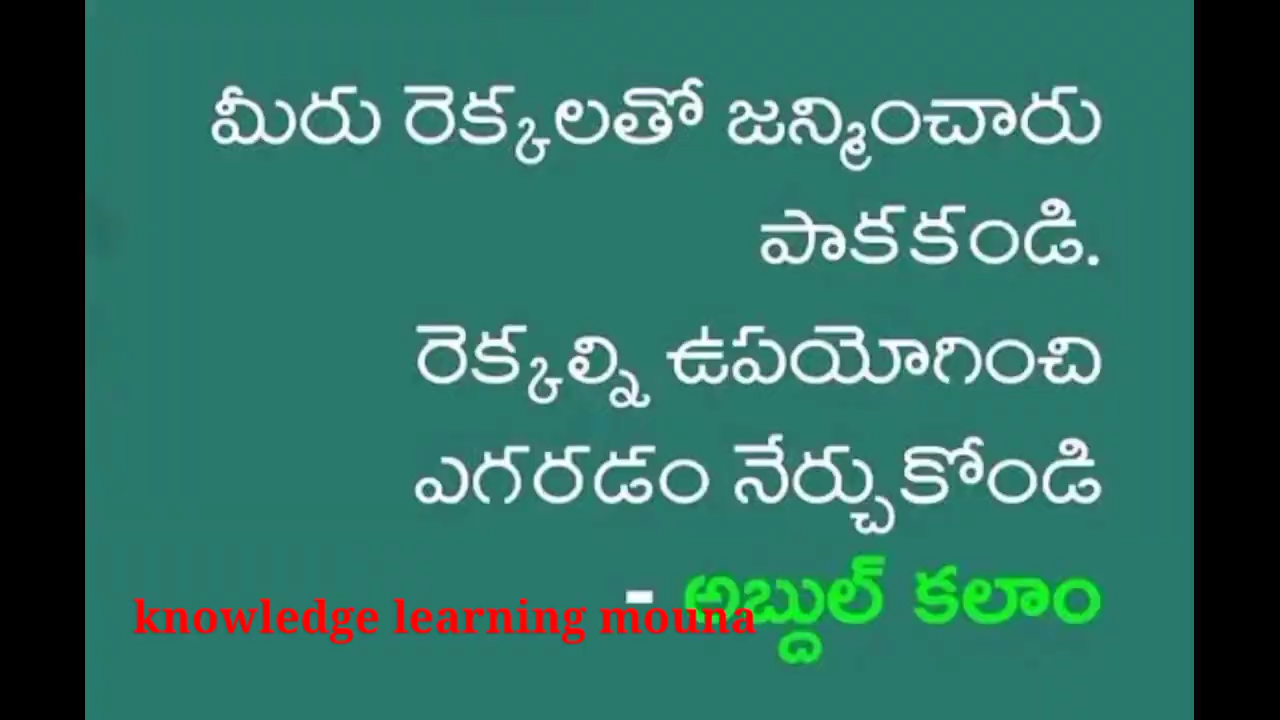 మీరు రెక్కలతో జన్మించారు
పాకకండి.
రెక్కల్ని ఉపయోగించి
ఎగరడం నేర్చుకోండి
- అబ్దుల్ కలాం
knowledge learning mouna